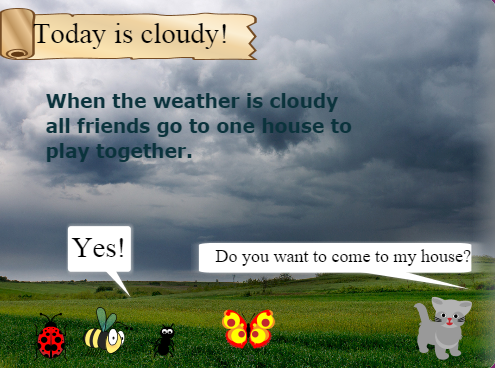 Today is cloudy!
When the weather is cloudy
all friends go to one house to
play together.
Yes!
Do you want to come to my house?